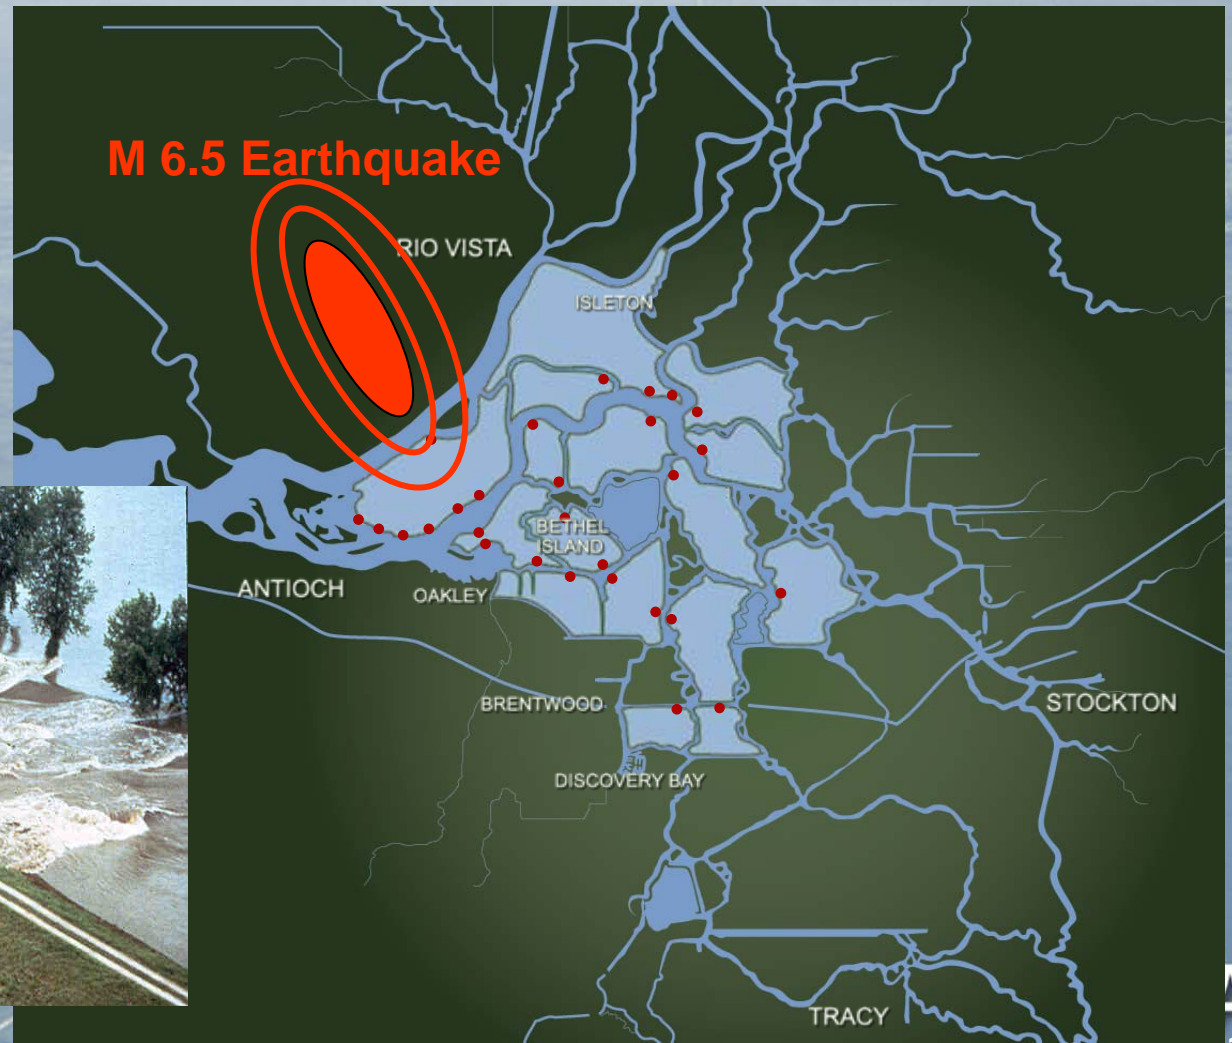 M 6.5 Earthquake
RIO VISTA
ISLETON
BETHEL
ISLAND
ANTIOCH
OAKLEY
BRENTWOOD
STOCKTON
DISCOVERY BAY
TRACY